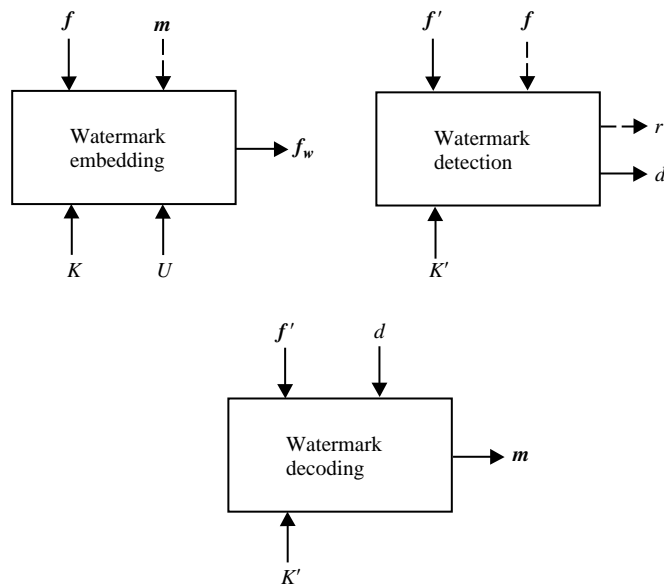 f
m
Watermark
embedding
f_w
K
U
f'
f
Watermark
detection
r
d
K'
f'
d
Watermark
decoding
m
K'